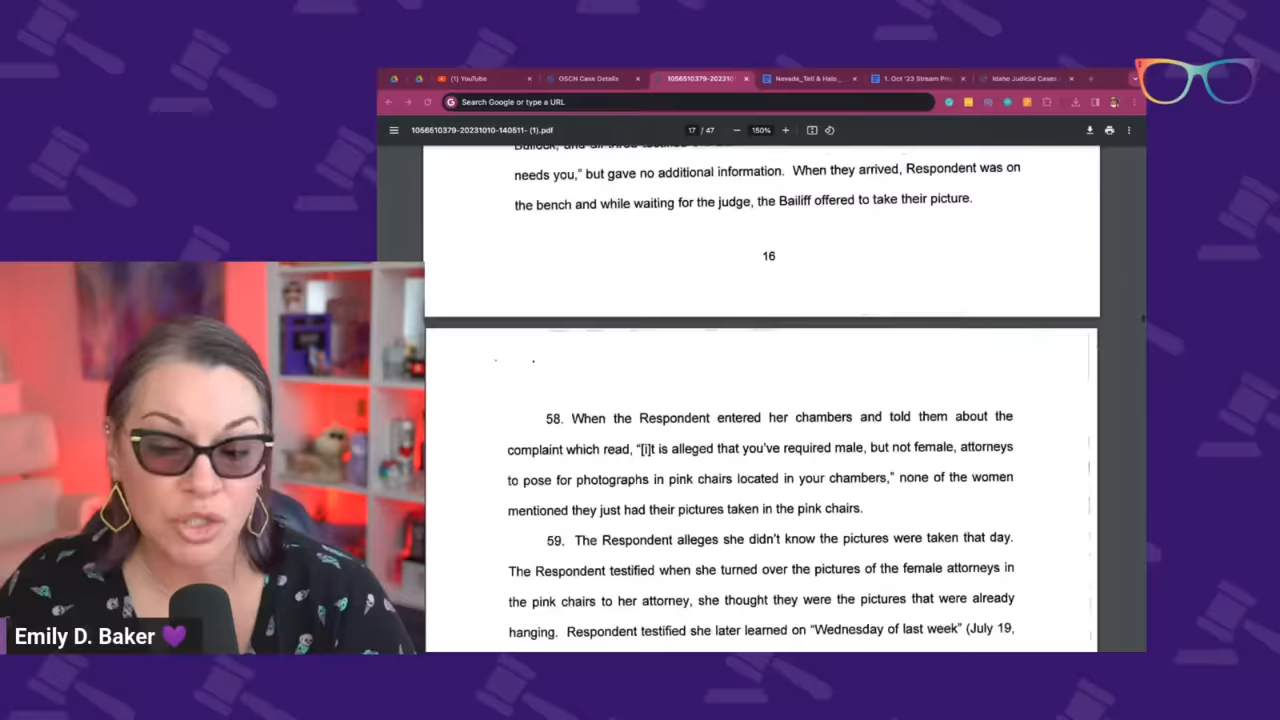 (1) YouTube
OSCN Case Details
1056510379-202310
Nevada_Tatl & Halo
1. Oct '23 Stream Pre
Idaho Judicial Cases
Search Google or type a URL
1056510379-20231010-140511- (1).pdf
17 / 47
150%
needs you," but gave no additional information. When they arrived, Respondent was on
the bench and while waiting for the judge, the Bailiff offered to take their picture.
16
58. When the Respondent entered her chambers and told them about the
complaint which read, "[i]t is alleged that you've required male, but not female, attorneys
to pose for photographs in pink chairs located in your chambers," none of the women
mentioned they just had their pictures taken in the pink chairs.
59. The Respondent alleges she didn't know the pictures were taken that day.
The Respondent testified when she turned over the pictures of the female attorneys in
the pink chairs to her attorney, she thought they were the pictures that were already
hanging. Respondent testified she later learned on "Wednesday of last week" (July 19,
Emily D. Baker 💜